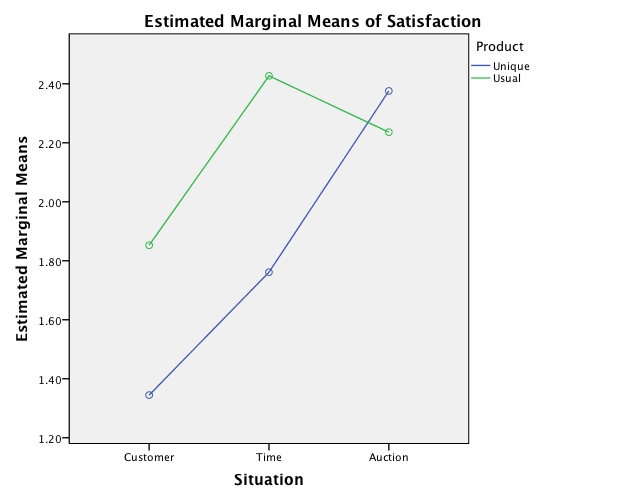 Estimated Marginal Means of Satisfaction
Product
Unique
Usual
Estimated Marginal Means
2.40
2.20
2.00
1.80
1.60
1.40
1.20
Customer Time Auction
Situation